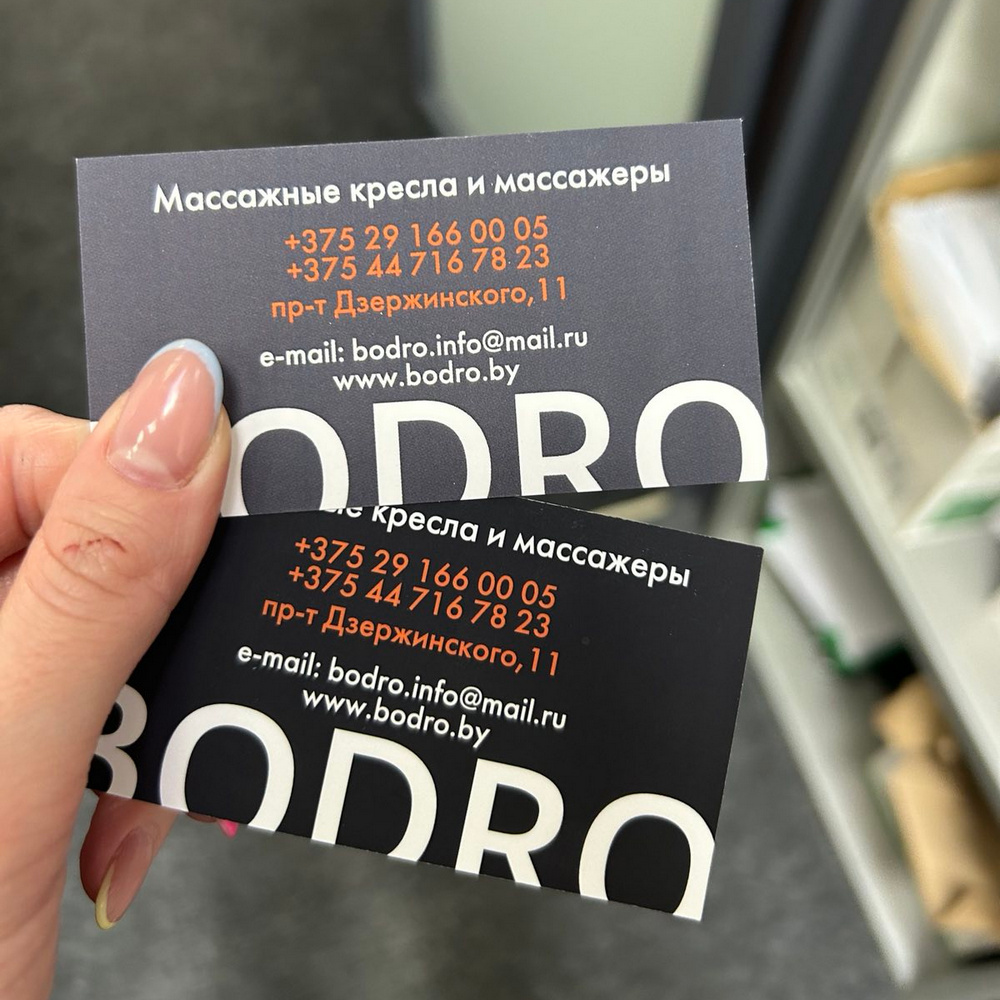 Массажные кресла и массажеры
+375 29 166 00 05
+375 44 716 78 23
пр-т Дзержинского,11
e-mail: bodro.info@mail.ru
www.bodro.by
ODRO
кресла и массажеры
+375 29 166 00 05
+375 44 716 78 23
пр-т Дзержинского,11
e-mail: bodro.info@mail.ru
www.bodro.by
BODRO